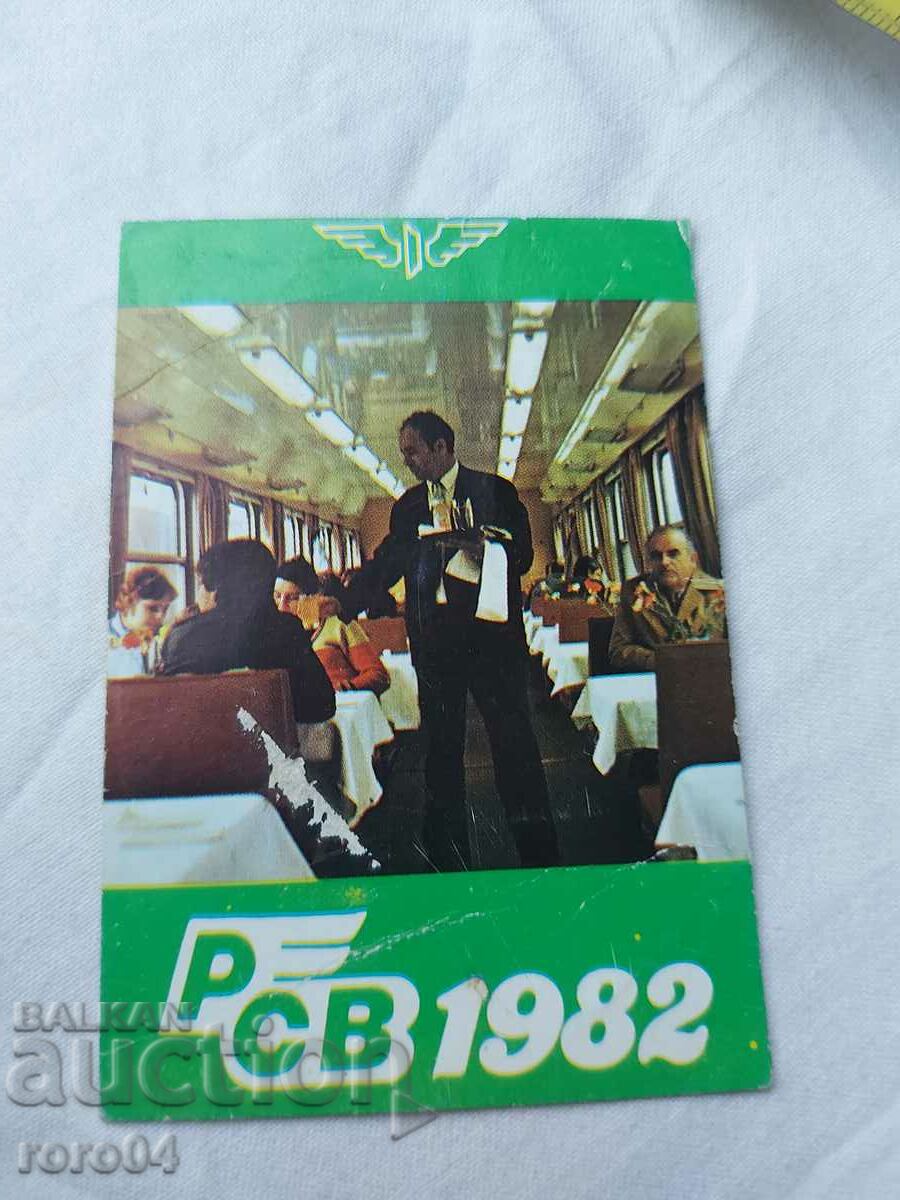 РСВ 1982
BALKAN
auction
roro04